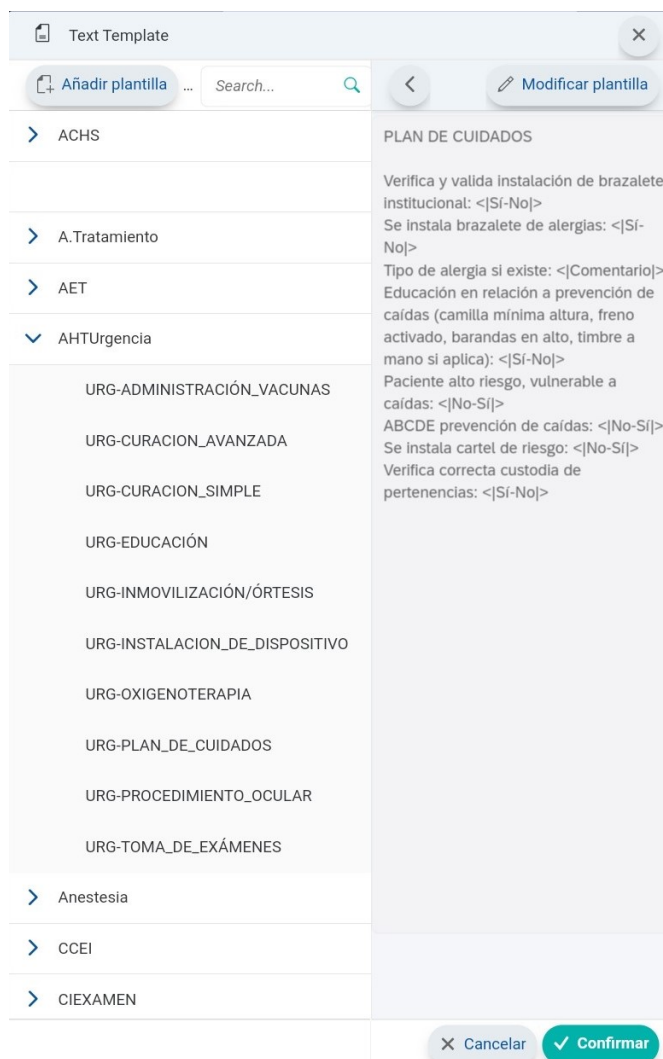 Text Template
Añadir plantilla ... Search...
Modificar plantilla
ACHS
A.Tratamiento
AET
AHTUrgencia
URG-ADMINISTRACIÓN_VACUNAS
URG-CURACION_AVANZADA
URG-CURACION_SIMPLE
URG-EDUCACIÓN
URG-INMOVILIZACIÓN/ÓRTESIS
URG-INSTALACION_DE_DISPOSITIVO
URG-OXIGENOTERAPIA
URG-PLAN_DE_CUIDADOS
URG-PROCEDIMIENTO_OCULAR
URG-TOMA_DE_EXÁMENES
Anestesia
CCEI
CIEXAMEN
PLAN DE CUIDADOS
Verifica y valida instalación de brazalete
institucional: <|Sí-No|>
Se instala brazalete de alergias: <|Sí-
No|>
Tipo de alergia si existe: <|Comentario|>
Educación en relación a prevención de
caídas (camilla mínima altura, freno
activado, barandas en alto, timbre a
mano si aplica): <|Sí-No|>
Paciente alto riesgo, vulnerable a
caídas: <|No-Sí|>
ABCDE prevención de caídas: <|No-Sí|>
Se instala cartel de riesgo: <|No-Sí|>
Verifica correcta custodia de
pertenencias: <|Sí-No|>
Cancelar
Confirmar